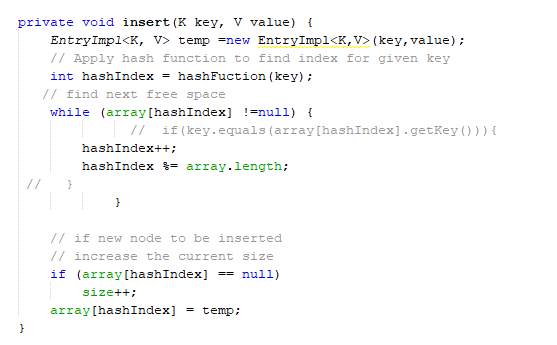 private void insert(K key, V value) {
EntryImpl<K, V> temp =new EntryImpl<K,V>(key,value);
// Apply hash function to find index for given key
int hashIndex = hashFuction(key);
// find next free space
while (array[hashIndex] !=null) {
//  if(key.equals(array[hashIndex].getKey())){
hashIndex++;
hashIndex %= array.length;
//   }
}
// if new node to be inserted
// increase the current size
if (array[hashIndex] == null)
size++;
array[hashIndex] = temp;
}